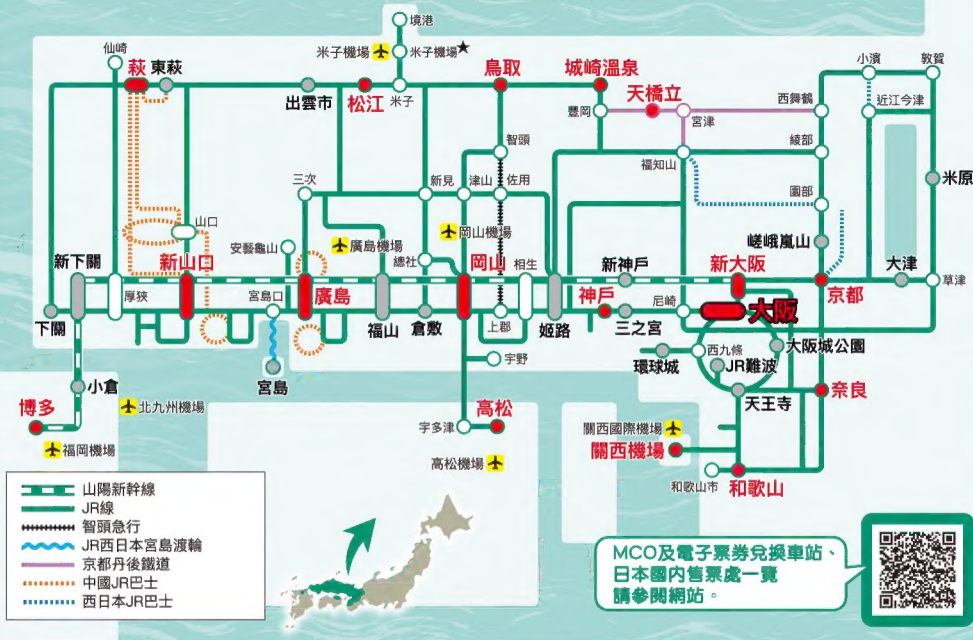 境港
米子機場
米子機場★
仙崎
萩
東萩
出雲市
松江
米子
鳥取
城崎溫泉
天橋立
小濱
敦賀
豐岡
宮津
西舞鶴
近江今津
智頭
福知山
綾部
米原
三次
新見
津山
佐用
園部
山口
安藝龜山
廣島機場
岡山機場
嵯峨嵐山
新下關
新山口
總社
岡山
相生
新神戶
新大阪
京都
大津
草津
厚狹
宮島口
廣島
神戶
尼崎
大阪
下關
福山
倉敷
上郡
姬路
三之宮
大阪城公園
西九條
環球城
JR難波
宮島
宇野
小倉
天王寺
奈良
博多
北九州機場
宇多津
高松
關西國際機場
福岡機場
高松機場
關西機場
和歌山市
和歌山
山陽新幹線
JR線
智頭急行
JR西日本宮島渡輪
京都丹後鐵道
中國JR巴士
西日本JR巴士
MCO及電子票券兌換車站、
日本國內售票處一覽
請參閱網站。